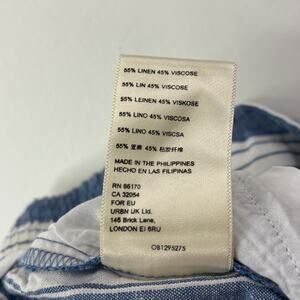 55% LINEN 45% VISCOSE
55% LIN 45% VISCOSA
55% LEINEN 45% VISKOSE
55% LINO 45% VISCOSA
55% LINO 45% VISCSA
55% 亚麻 45% 粘胶纤维
MADE IN THE PHILIPPINES
HECHO EN LAS FILIPINAS
RN 66170
CA 32054
FOR EU
URBN UK Ltd.
145 Brick Lane,
LONDON E1 6RU
OB1295275